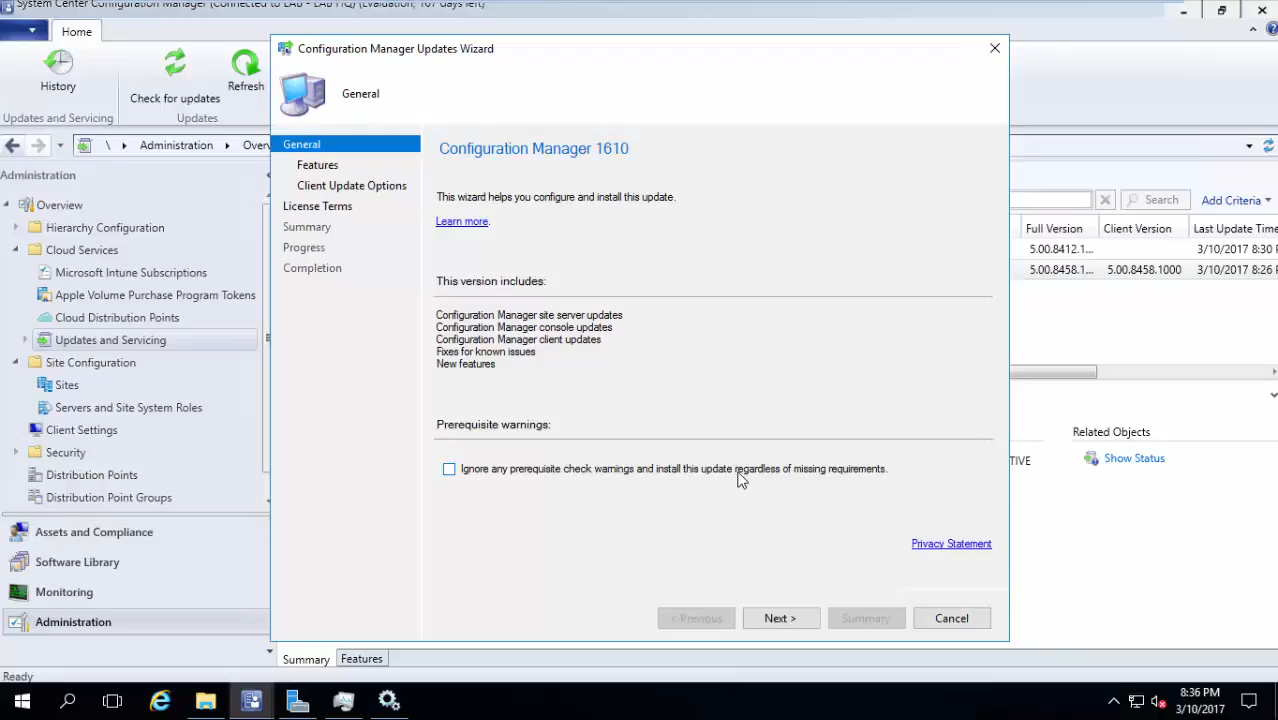 System Center Configuration Manager (Connected to LAB - LAB HQ) (Evaluation, 167 days left)
Home
History
Check for updates
Refresh
Updates and Servicing
Updates
\ Administration Overv
Administration
Overview
Hierarchy Configuration
Cloud Services
Microsoft Intune Subscriptions
Apple Volume Purchase Program Tokens
Cloud Distribution Points
Updates and Servicing
Site Configuration
Sites
Servers and Site System Roles
Client Settings
Security
Distribution Points
Distribution Point Groups
Assets and Compliance
Software Library
Monitoring
Administration
Ready
Configuration Manager Updates Wizard
General
General
Features
Client Update Options
License Terms
Summary
Progress
Completion
Configuration Manager 1610
This wizard helps you configure and install this update.
Learn more.
This version includes:
Configuration Manager site server updates
Configuration Manager console updates
Configuration Manager client updates
Fixes for known issues
New features
Prerequisite warnings:
Ignore any prerequisite check warnings and install this update regardless of missing requirements.
Privacy Statement
< Previous Next > Summary Cancel
Summary Features
Search Add Criteria
Full Version Client Version Last Update Time
5.00.8412.1... 3/10/2017 8:30 P
5.00.8458.1... 5.00.8458.1000 3/10/2017 8:26 P
Related Objects
TIVE
Show Status
8:36 PM
3/10/2017